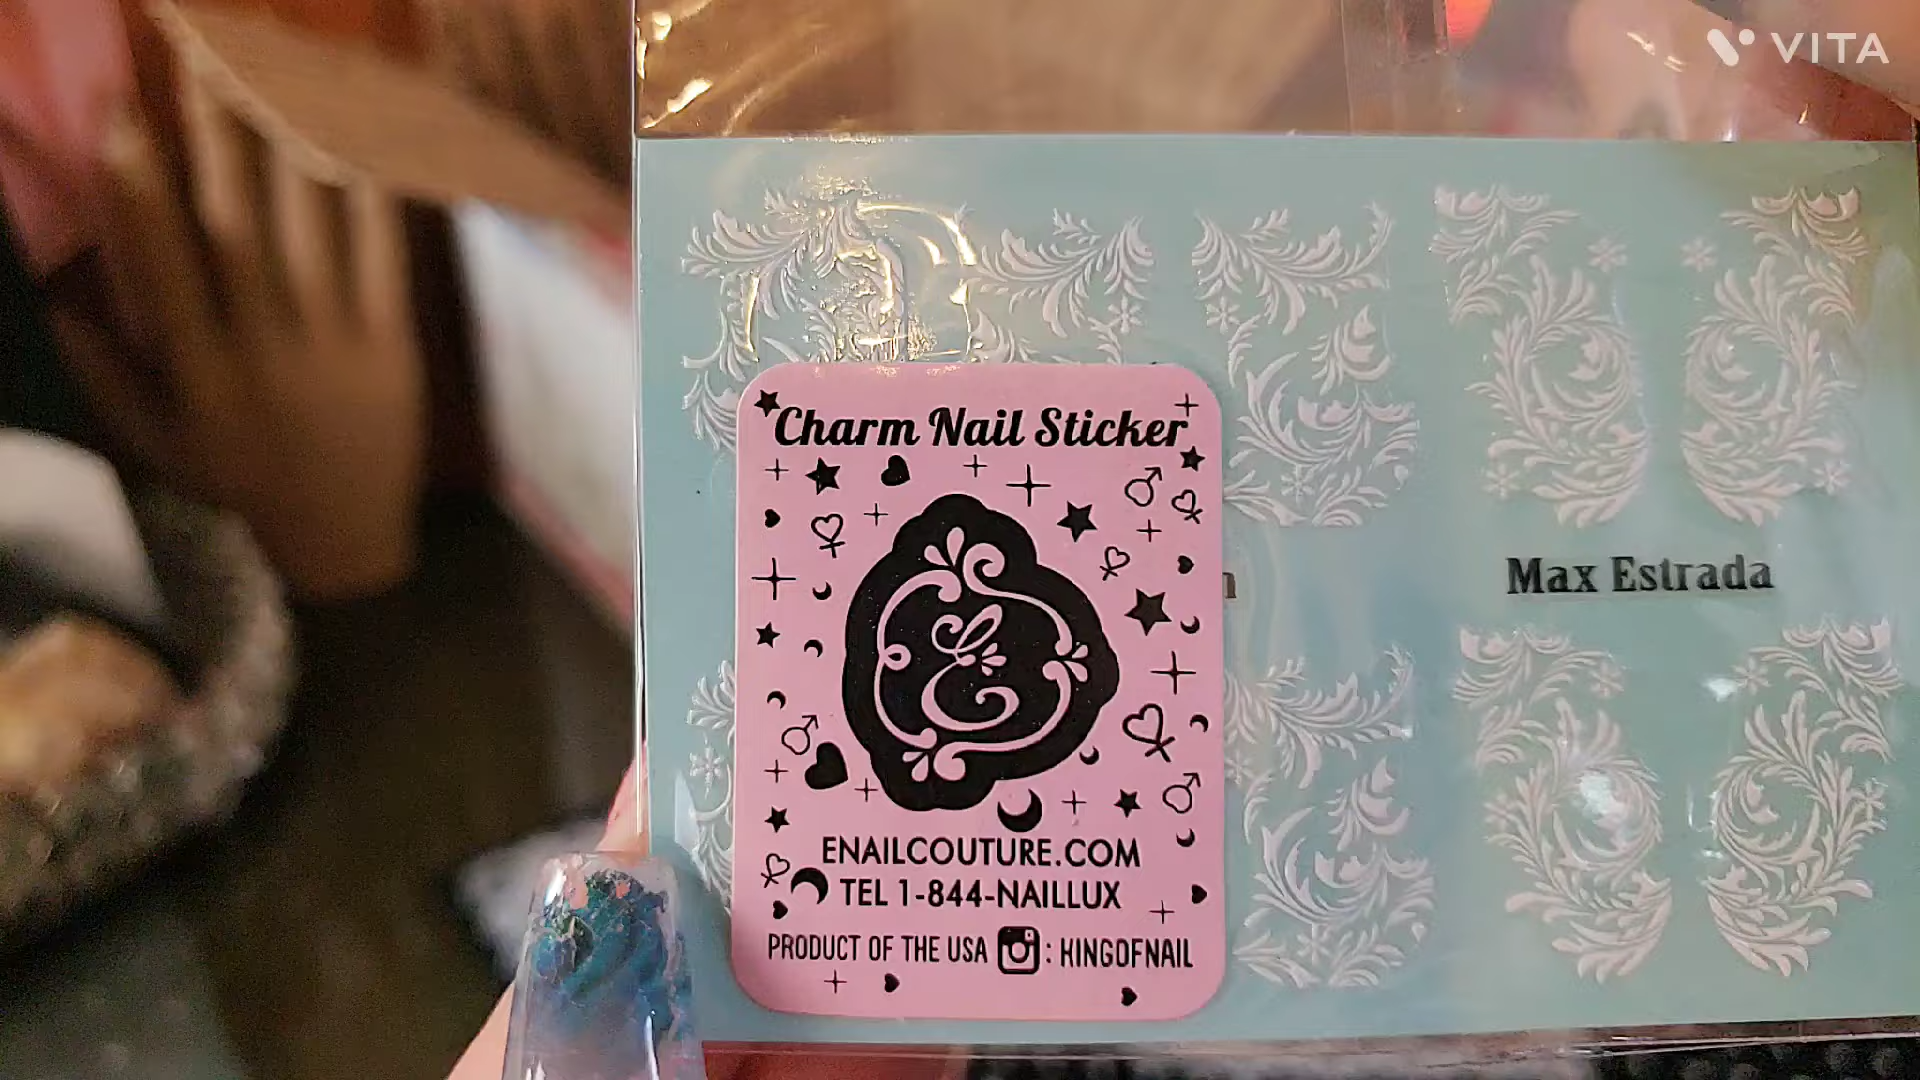 VITA
Charm Nail Sticker
Max Estrada
ENAILCOUTURE.COM
TEL 1-844-NAILLUX
PRODUCT OF THE USA : KINGOFNAIL